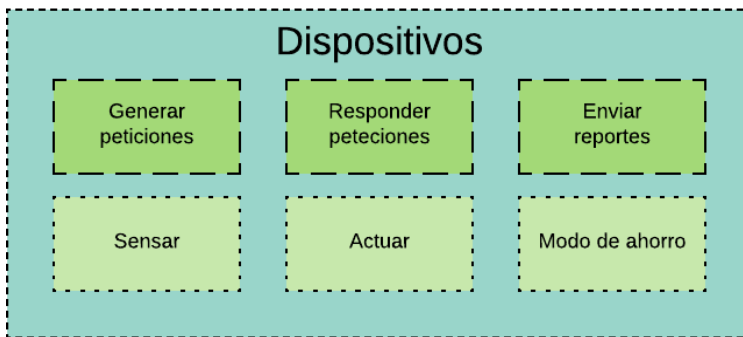 Dispositivos
Generar
peticiones
Responder
peteciones
Enviar
reportes
Sensar
Actuar
Modo de ahorro